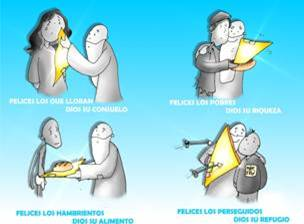 FELICES LOS QUE LLORAN
DIOS SU CONSUELO
FELICES LOS POBRES
DIOS SU RIQUEZA
FELICES LOS HAMBRIENTOS
DIOS SU ALIMENTO
FELICES LOS PERSEGUIDOS
DIOS SU REFUGIO